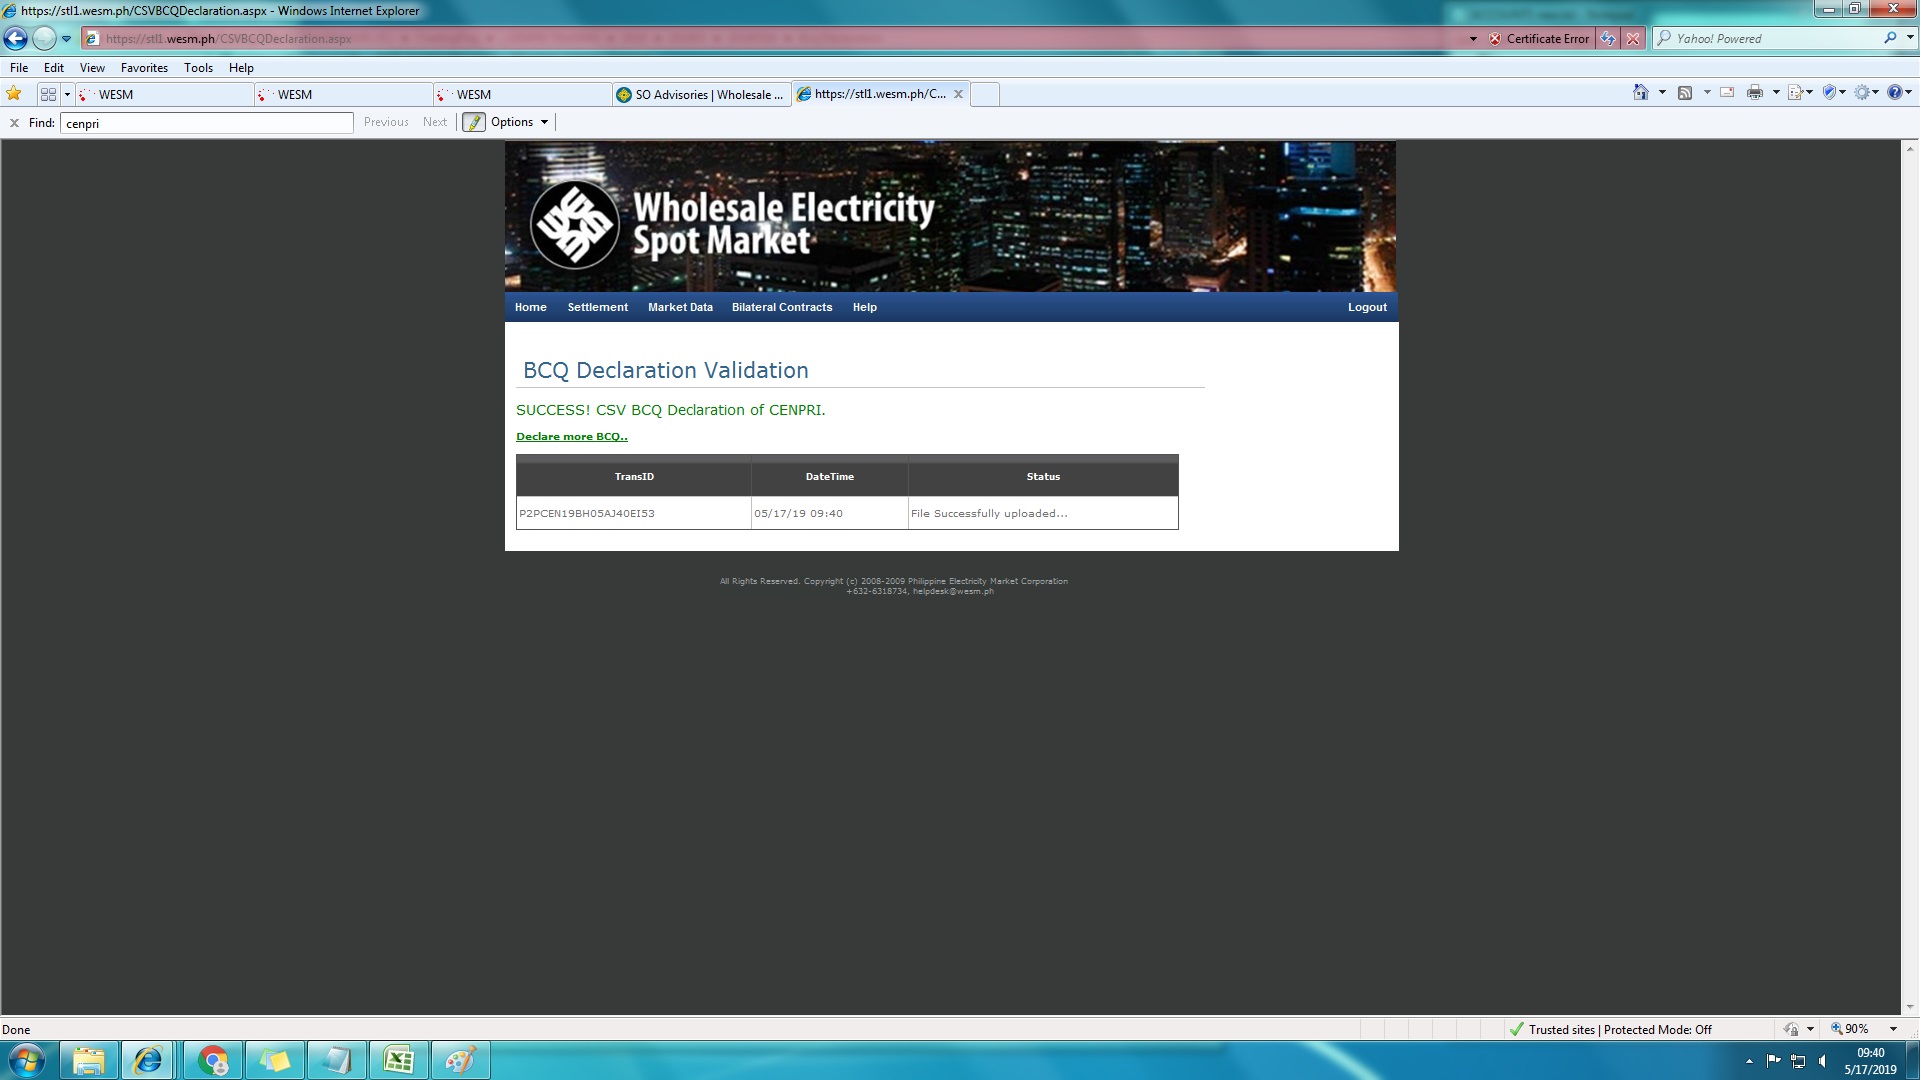 https://stl1.wesm.ph/CSVBCQDeclaration.aspx - Windows Internet Explorer
https://stl1.wesm.ph/CSVBCQDeclaration.aspx
Certificate Error
Yahoo! Powered
File Edit View Favorites Tools Help
WESM
WESM
WESM
SO Advisories | Wholesale ...
https://stl1.wesm.ph/C...
Find: cenpri Previous Next Options
Wholesale Electricity
Spot Market
Home Settlement Market Data Bilateral Contracts Help Logout
BCQ Declaration Validation
SUCCESS! CSV BCQ Declaration of CENPRI.
Declare more BCQ..
TransID DateTime Status
P2PCEN19BH05AJ40EI53 05/17/19 09:40 File Successfully uploaded...
All Rights Reserved. Copyright (c) 2008-2009 Philippine Electricity Market Corporation
+632-6318734, helpdesk@wesm.ph
Done
Trusted sites | Protected Mode: Off
90%
09:40
5/17/2019